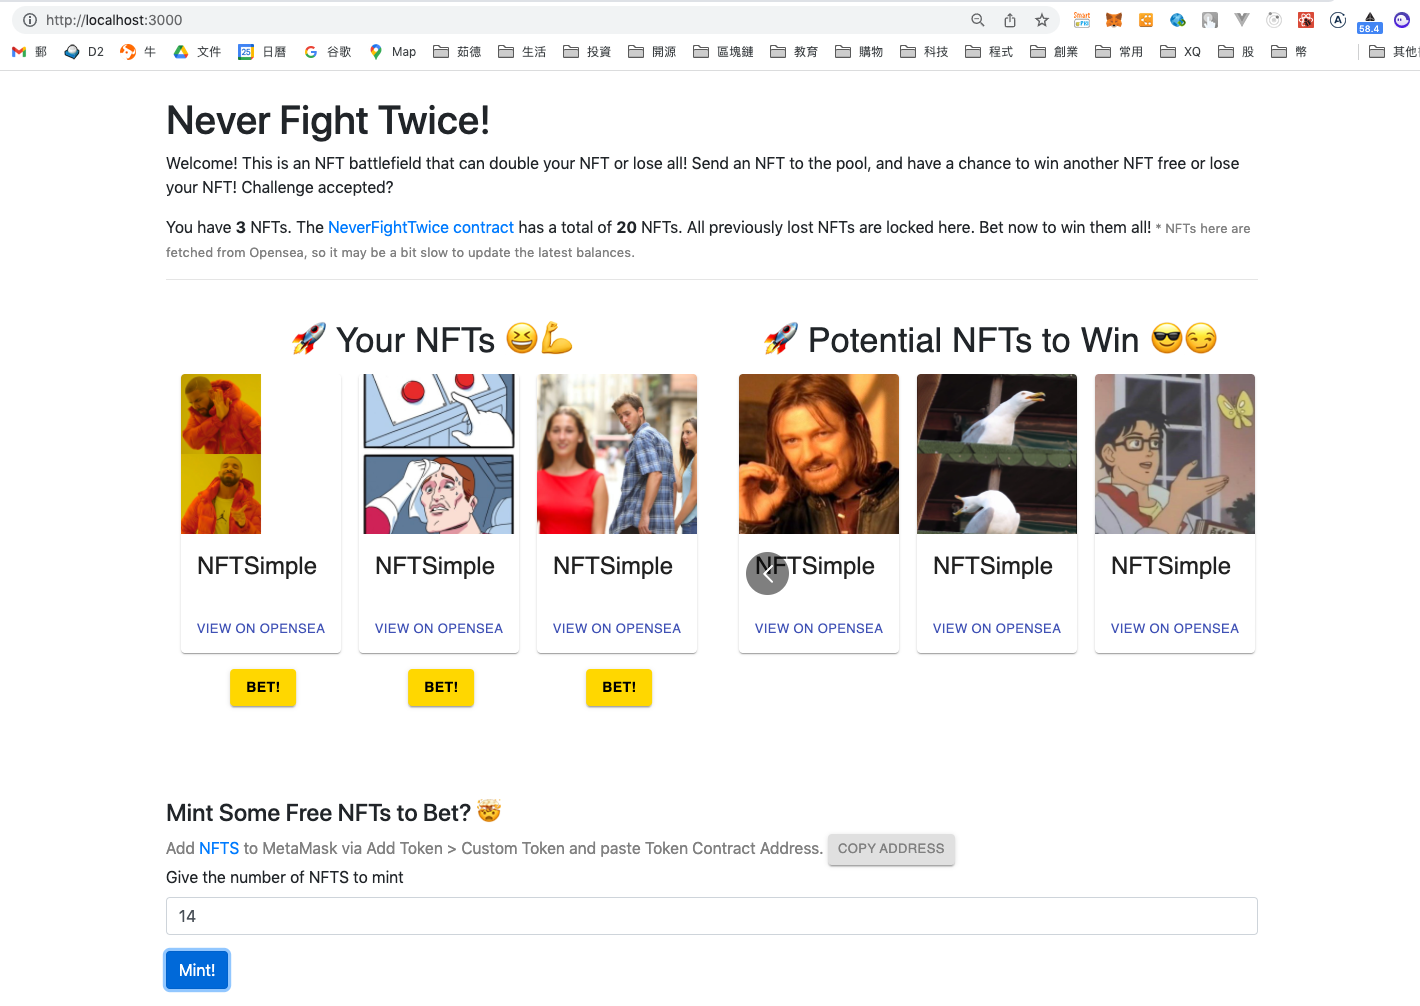 http://localhost:3000
郵 D2 牛 文件 25 日曆 谷歌 Map 茹德 生活 投資 開源 區塊鏈 教育 購物 科技 程式 創業 常用 XQ 股 幣
58.4
Never Fight Twice!
Welcome! This is an NFT battlefield that can double your NFT or lose all! Send an NFT to the pool, and have a chance to win another NFT free or lose
your NFT! Challenge accepted?
You have 3 NFTs. The NeverFightTwice contract has a total of 20 NFTs. All previously lost NFTs are locked here. Bet now to win them all! * NFTs here are
fetched from Opensea, so it may be a bit slow to update the latest balances.
🚀 Your NFTs 😆💪
🚀 Potential NFTs to Win 😎😏
NFTSimple NFTSimple NFTSimple NFTSimple NFTSimple NFTSimple
VIEW ON OPENSEA VIEW ON OPENSEA VIEW ON OPENSEA VIEW ON OPENSEA VIEW ON OPENSEA VIEW ON OPENSEA
BET! BET! BET!
Mint Some Free NFTs to Bet? 🤯
Add NFTS to MetaMask via Add Token > Custom Token and paste Token Contract Address. COPY ADDRESS
Give the number of NFTS to mint
14
Mint!